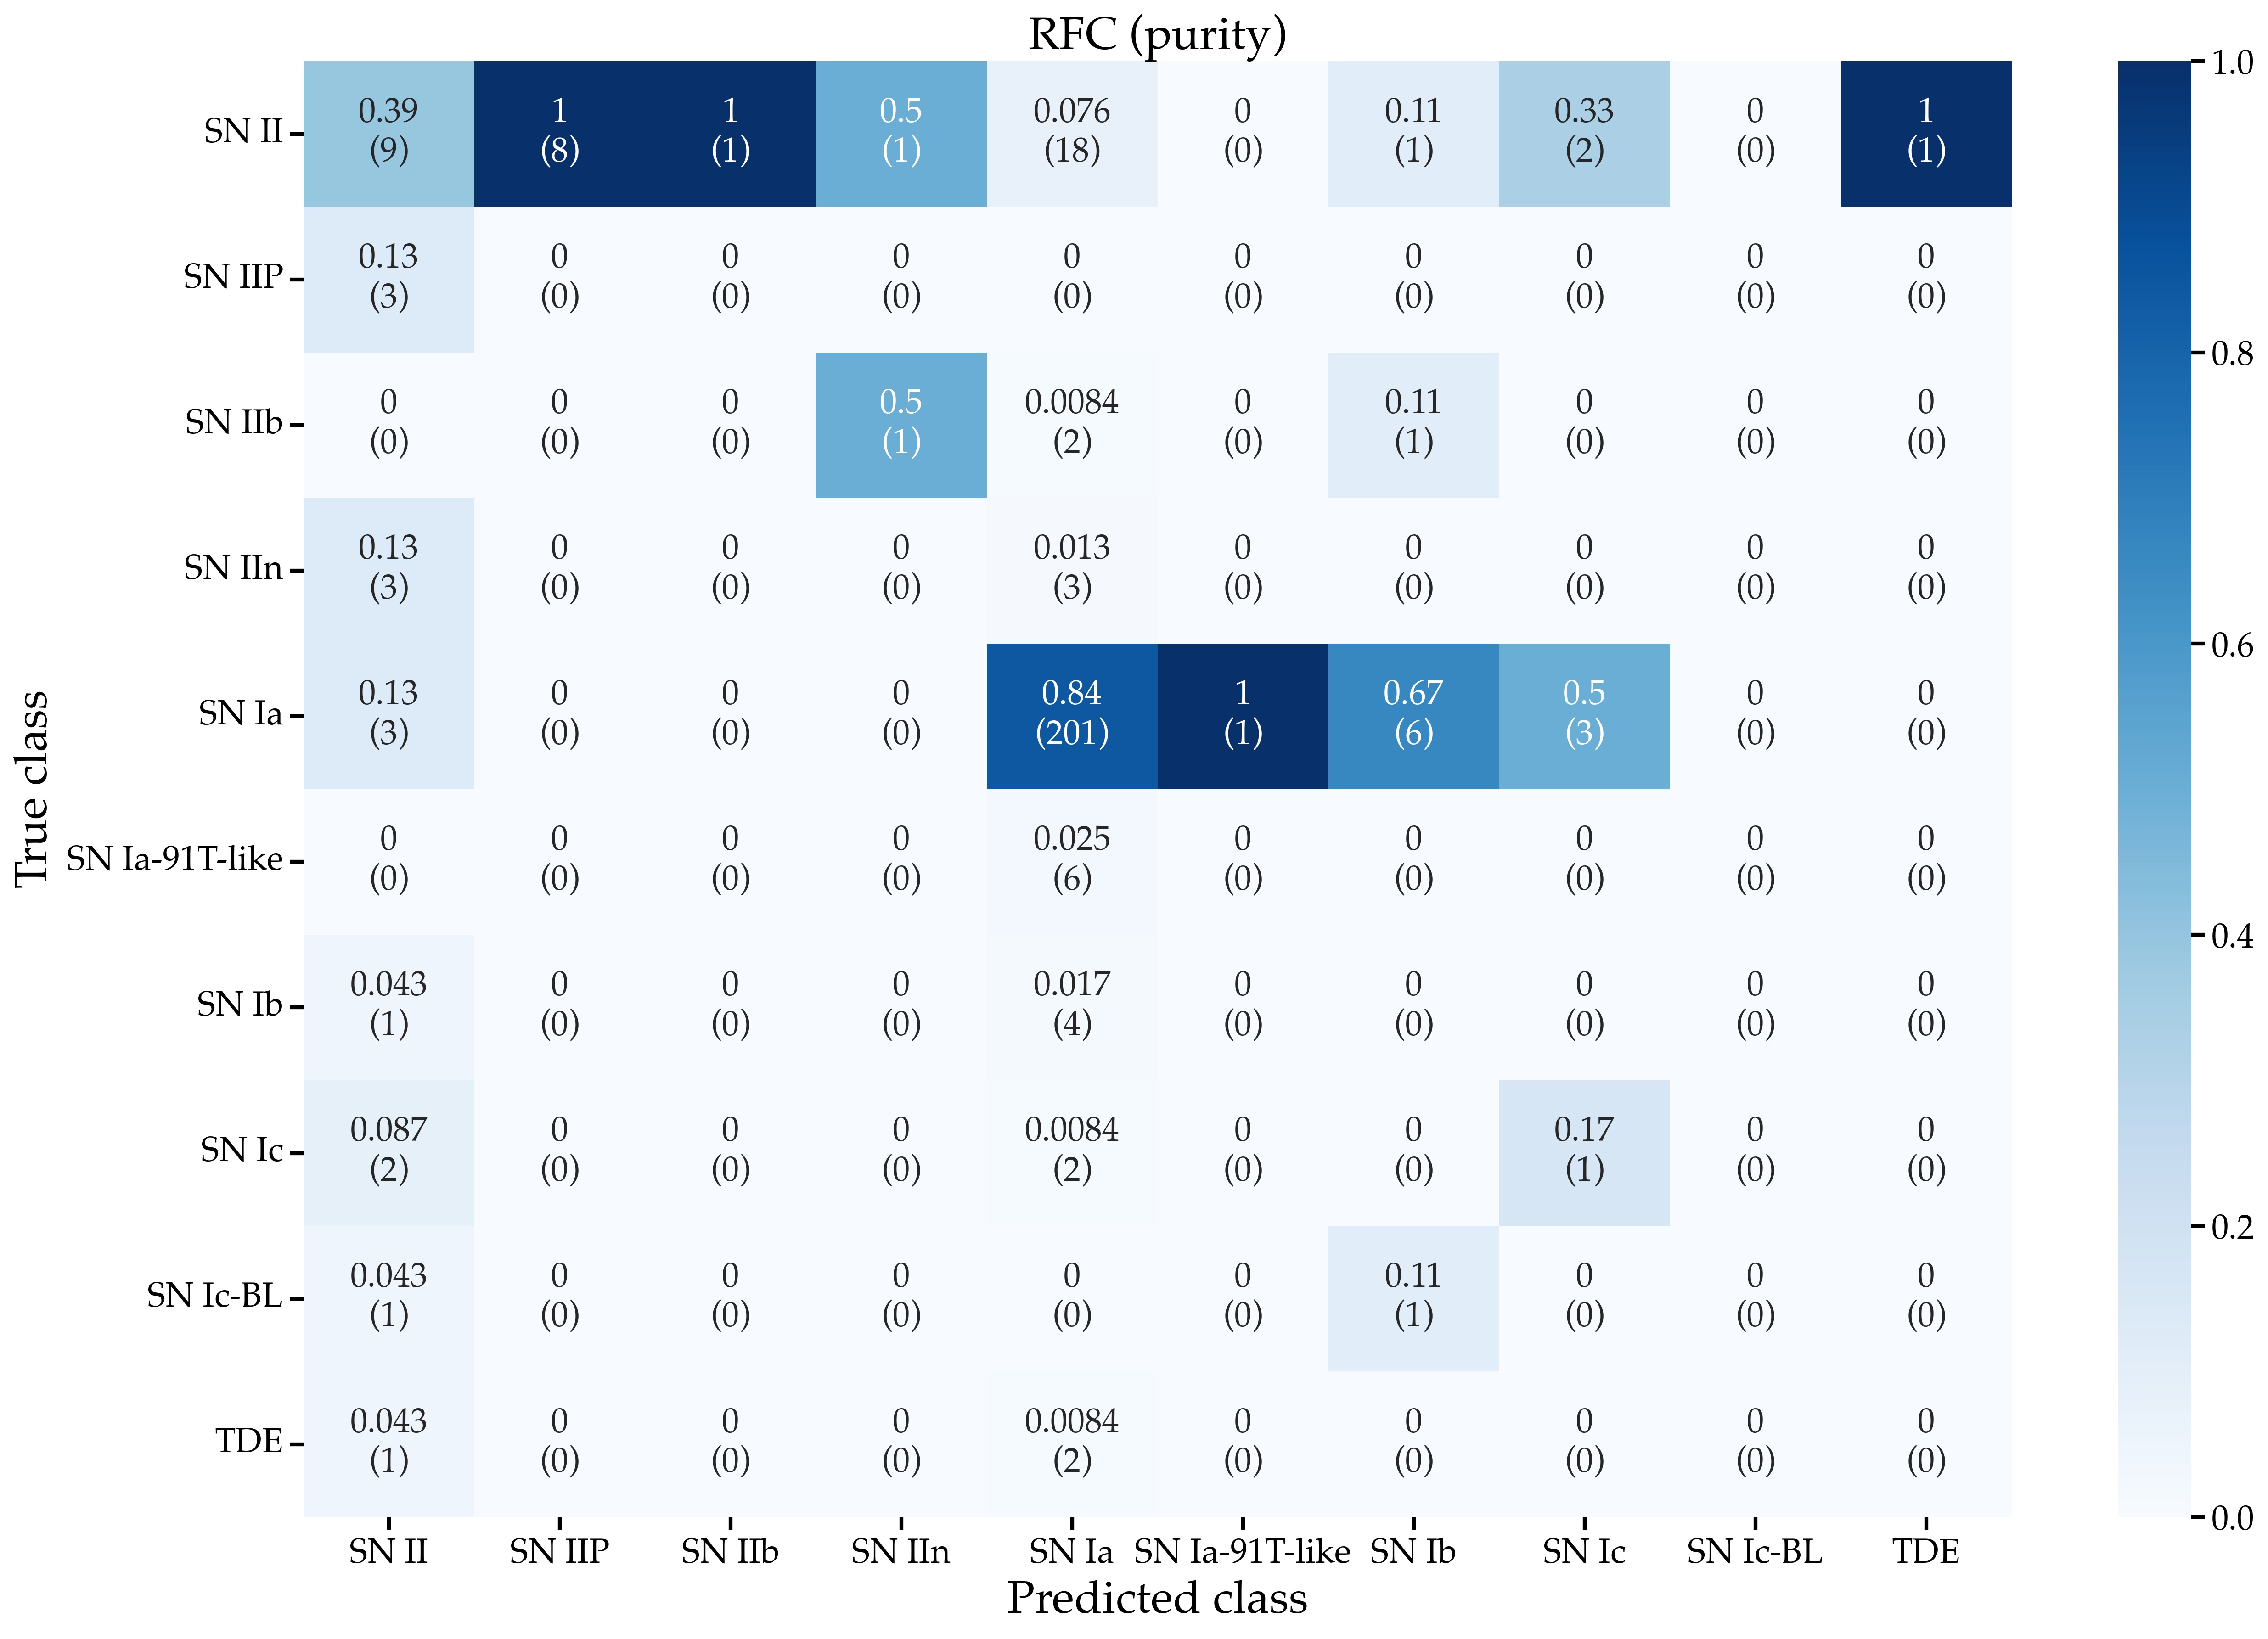 RFC (purity)
SN II 0.39 1 1 0.5 0.076 0 0.11 0.33 0 1
(9) (8) (1) (1) (18) (0) (1) (2) (0) (1)
SN IIP 0.13 0 0 0 0 0 0 0 0 0
(3) (0) (0) (0) (0) (0) (0) (0) (0) (0)
SN IIb 0 0 0 0.5 0.0084 0 0.11 0 0 0
(0) (0) (0) (1) (2) (0) (1) (0) (0) (0)
SN IIn 0.13 0 0 0 0.013 0 0 0 0 0
(3) (0) (0) (0) (3) (0) (0) (0) (0) (0)
SN Ia 0.13 0 0 0 0.84 1 0.67 0.5 0 0
(3) (0) (0) (0) (201) (1) (6) (3) (0) (0)
SN Ia-91T-like 0 0 0 0 0.025 0 0 0 0 0
(0) (0) (0) (0) (6) (0) (0) (0) (0) (0)
SN Ib 0.043 0 0 0 0.017 0 0 0 0 0
(1) (0) (0) (0) (4) (0) (0) (0) (0) (0)
SN Ic 0.087 0 0 0 0.0084 0 0 0.17 0 0
(2) (0) (0) (0) (2) (0) (0) (1) (0) (0)
SN Ic-BL 0.043 0 0 0 0 0 0.11 0 0 0
(1) (0) (0) (0) (0) (0) (1) (0) (0) (0)
TDE 0.043 0 0 0 0.0084 0 0 0 0 0
(1) (0) (0) (0) (2) (0) (0) (0) (0) (0)
SN II SN IIP SN IIb SN IIn SN Ia SN Ia-91T-like SN Ib SN Ic SN Ic-BL TDE
Predicted class
True class
1.0
0.8
0.6
0.4
0.2
0.0